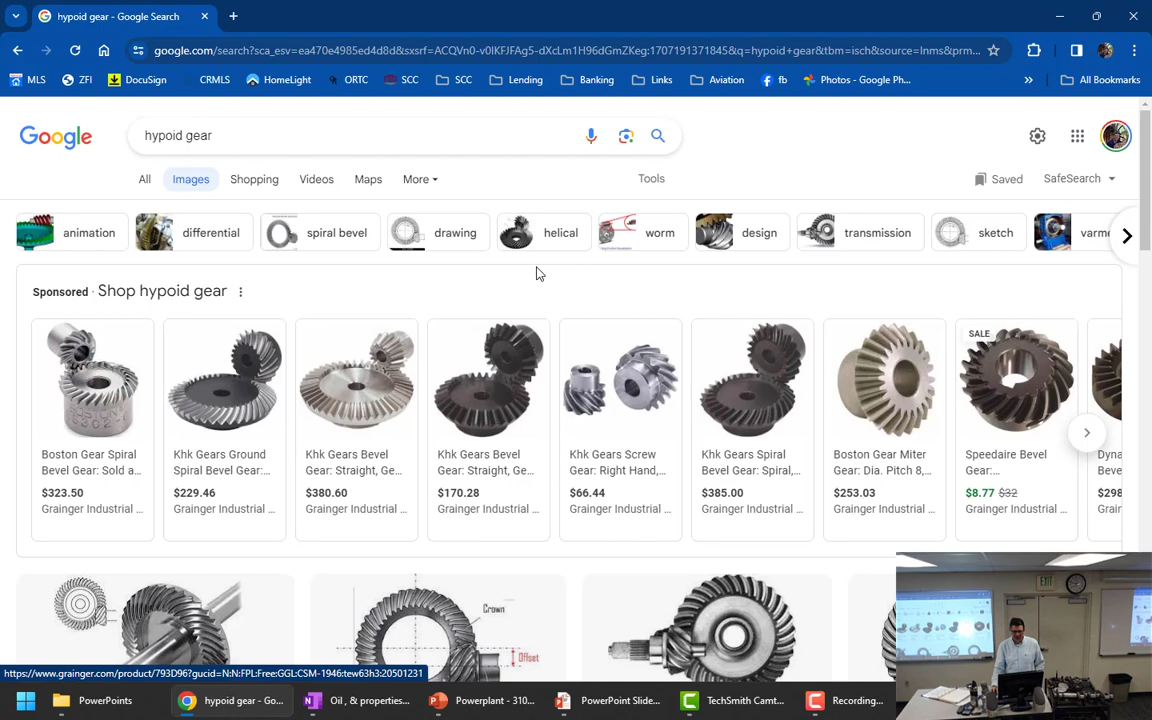 hypoid gear - Google Search
google.com/search?sca_esv=ea470e4985ed4d8d&sxsrf=ACQVn0-v0lKFJFAg5-dXcLm1H96dGmZKeg:1707191371845&q=hypoid+gear&tbm=isch&source=lnms&prm...
MLS
ZFI
DocuSign
CRMLS
HomeLight
ORTC
SCC
SCC
Lending
Banking
Links
Aviation
fb
Photos - Google Ph...
All Bookmarks
Google
hypoid gear
All
Images
Shopping
Videos
Maps
More
Tools
Saved
SafeSearch
animation
differential
spiral bevel
drawing
helical
worm
design
transmission
sketch
Sponsored · Shop hypoid gear
SALE
Boston Gear Spiral
Bevel Gear: Sold a...
$323.50
Grainger Industrial ...
Khk Gears Ground
Spiral Bevel Gear:...
$229.46
Grainger Industrial ...
Khk Gears Bevel
Gear: Straight, Ge...
$380.60
Grainger Industrial ...
Khk Gears Bevel
Gear: Straight, Ge...
$170.28
Grainger Industrial ...
Khk Gears Screw
Gear: Right Hand,...
$66.44
Grainger Industrial ...
Khk Gears Spiral
Bevel Gear: Spiral,...
$385.00
Grainger Industrial ...
Boston Gear Miter
Gear: Dia. Pitch 8,...
$253.03
Grainger Industrial ...
Speedaire Bevel
Gear:...
$8.77 $32
Grainger Industrial ...
Crown
Offset
EXIT
https://www.grainger.com/product/793D96?gucid=N:N:FPL:Free:GGL:CSM-1946:tew63h3:20501231
PowerPoints
hypoid gear - Go...
Oil , & properties...
Powerplant - 310...
PowerPoint Slide...
TechSmith Camt...
Recording...